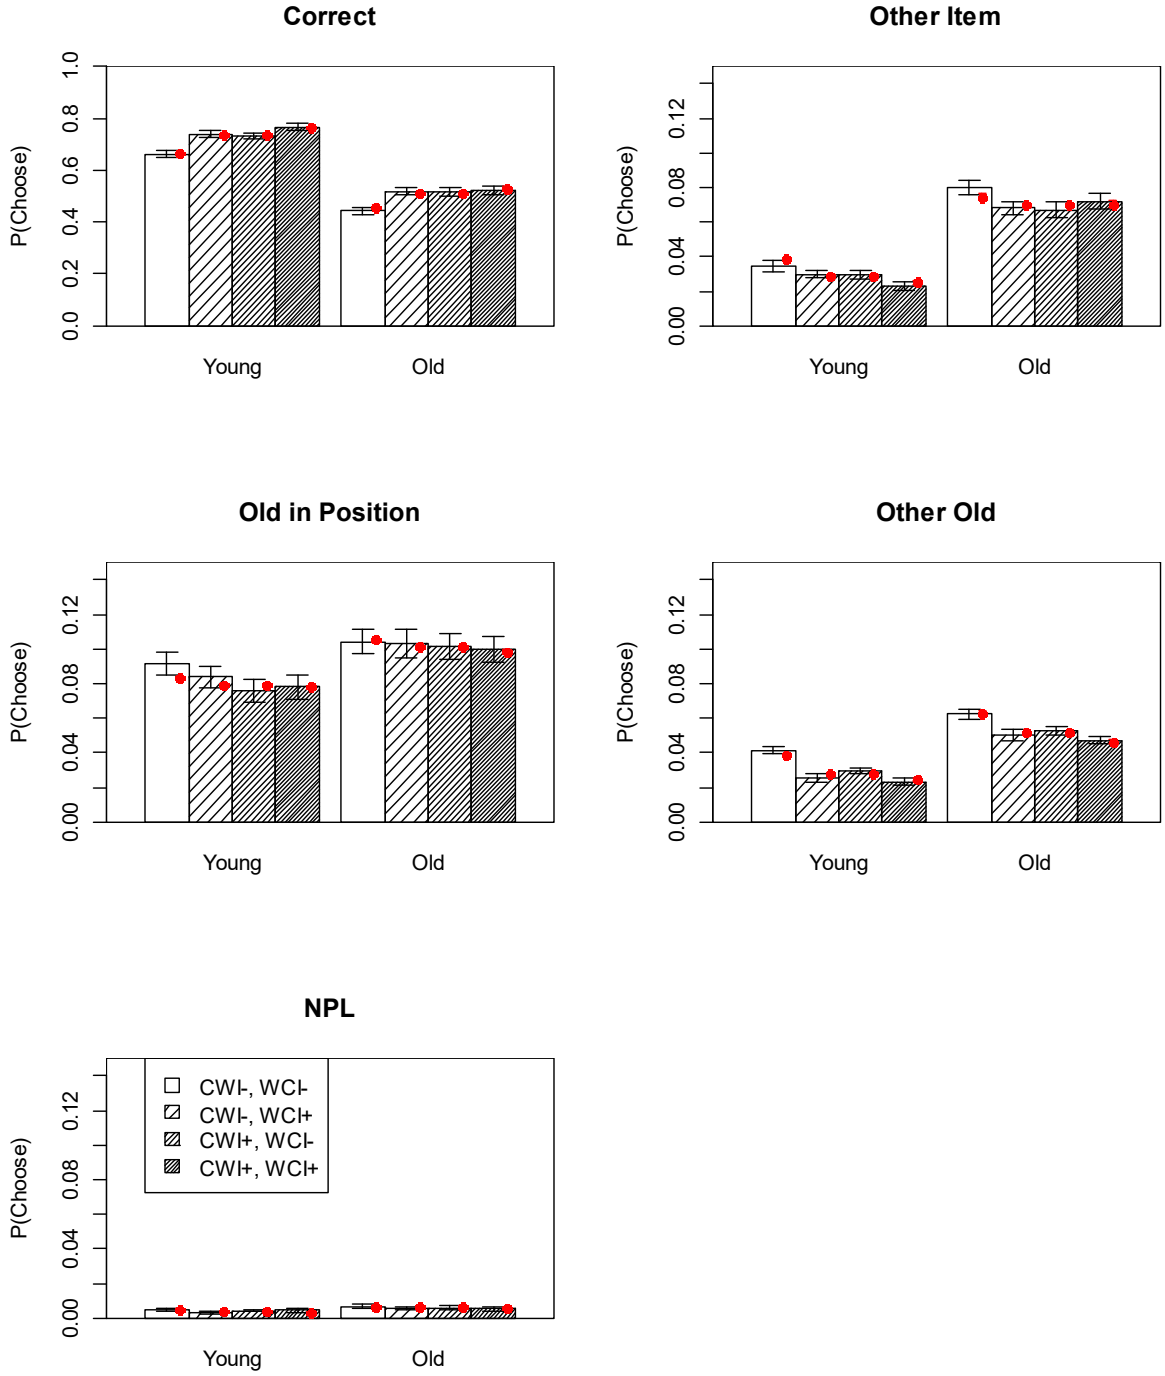 Correct
P(Choose)
0.0 0.2 0.4 0.6 0.8 1.0
Young Old
Other Item
P(Choose)
0.00 0.04 0.08 0.12
Young Old
Old in Position
P(Choose)
0.00 0.04 0.08 0.12
Young Old
Other Old
P(Choose)
0.00 0.04 0.08 0.12
Young Old
NPL
P(Choose)
0.00 0.04 0.08 0.12
CWI-, WCI-
CWI-, WCI+
CWI+, WCI-
CWI+, WCI+
Young Old